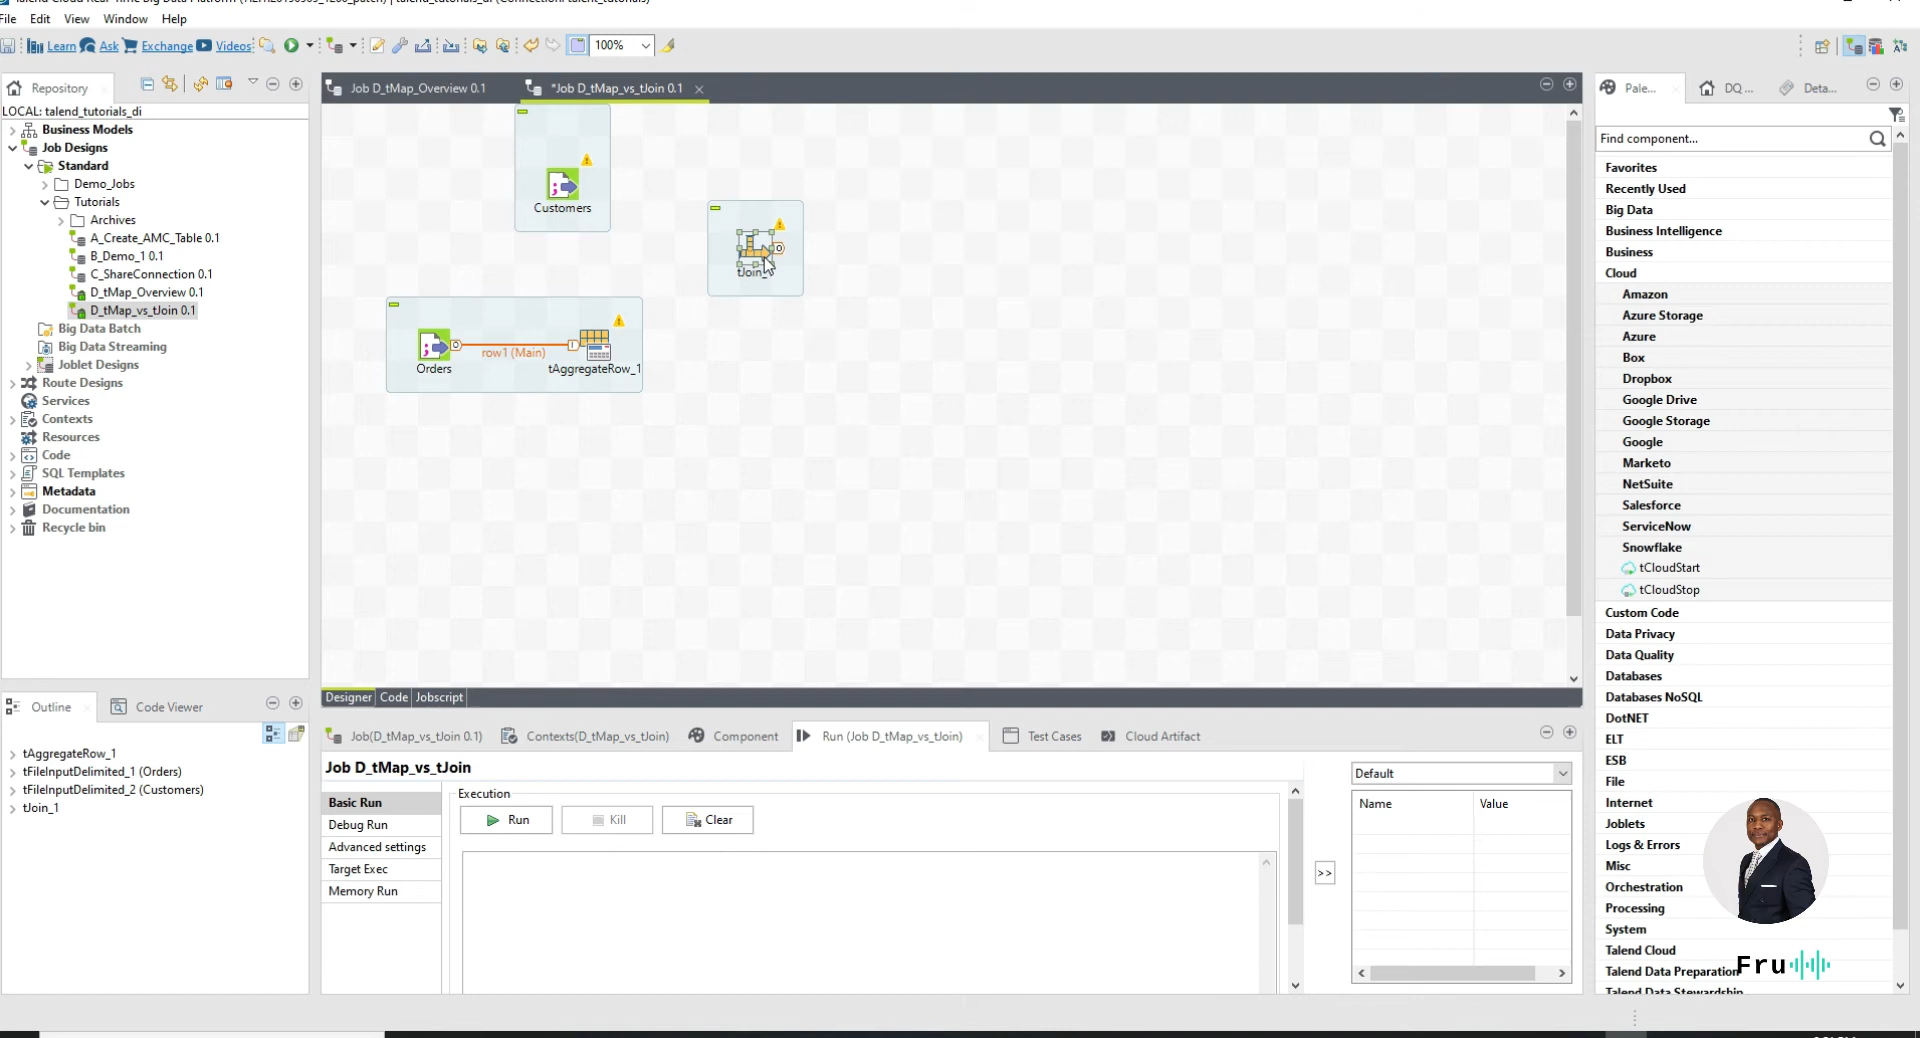 File Edit View Window Help
Learn Ask Exchange Videos 100%
Repository
LOCAL: talend_tutorials_di
Business Models
Job Designs
Standard
Demo_Jobs
Tutorials
Archives
A_Create_AMC_Table 0.1
B_Demo_1 0.1
C_ShareConnection 0.1
D_tMap_Overview 0.1
D_tMap_vs_tJoin 0.1
Big Data Batch
Big Data Streaming
Joblet Designs
Route Designs
Services
Contexts
Resources
Code
SQL Templates
Metadata
Documentation
Recycle bin
Outline Code Viewer
tAggregateRow_1
tFileInputDelimited_1 (Orders)
tFileInputDelimited_2 (Customers)
tJoin_1
Job D_tMap_Overview 0.1 *Job D_tMap_vs_tJoin 0.1
Customers
tJoin_
row1 (Main)
Orders
tAggregateRow_1
Designer Code Jobscript
Job(D_tMap_vs_tJoin 0.1) Contexts(D_tMap_vs_tJoin) Component Run (Job D_tMap_vs_tJoin) Test Cases Cloud Artifact
Job D_tMap_vs_tJoin
Basic Run
Debug Run
Advanced settings
Target Exec
Memory Run
Execution
Run Kill Clear
>>
Default
Name Value
Pale... DQ ... Deta...
Find component...
Favorites
Recently Used
Big Data
Business Intelligence
Business
Cloud
Amazon
Azure Storage
Azure
Box
Dropbox
Google Drive
Google Storage
Google
Marketo
NetSuite
Salesforce
ServiceNow
Snowflake
tCloudStart
tCloudStop
Custom Code
Data Privacy
Data Quality
Databases
Databases NoSQL
DotNET
ELT
ESB
File
Internet
Joblets
Logs & Errors
Misc
Orchestration
Processing
System
Talend Cloud
Talend Data Preparation
Talend Data Stewardship
Fru